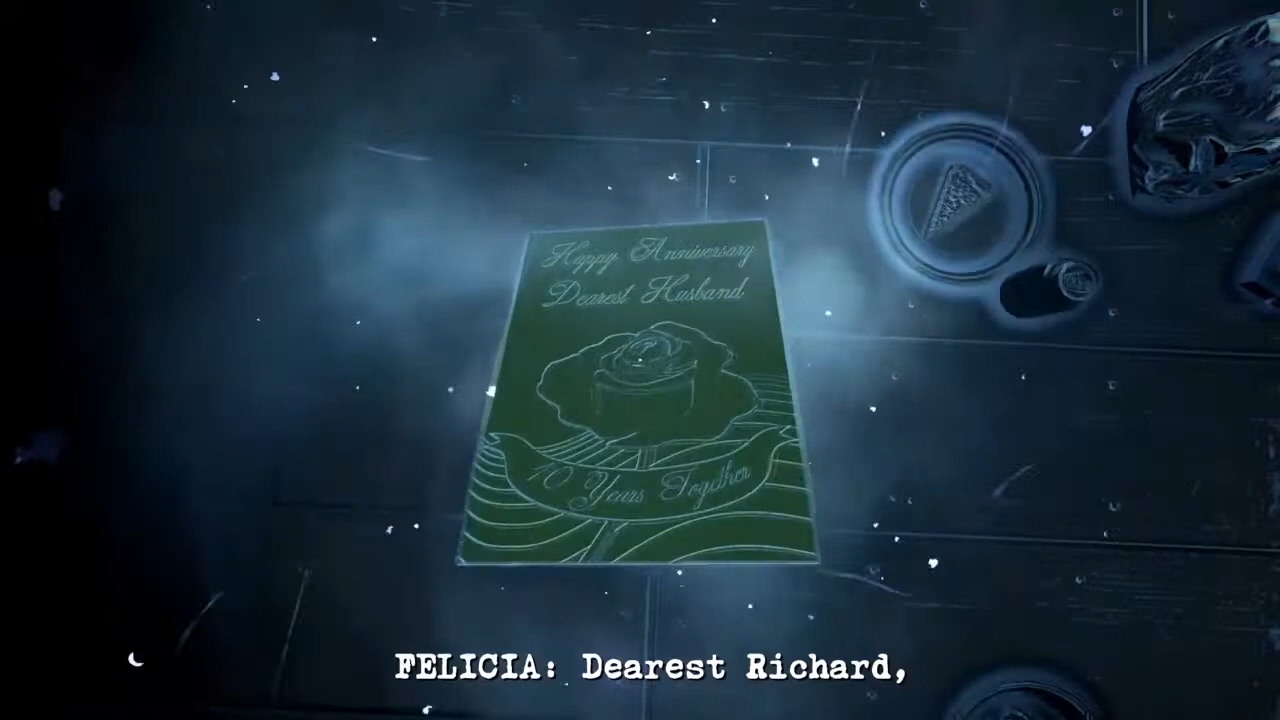 Happy Anniversary
Dearest Husband
10 Years Together
FELICIA: Dearest Richard,